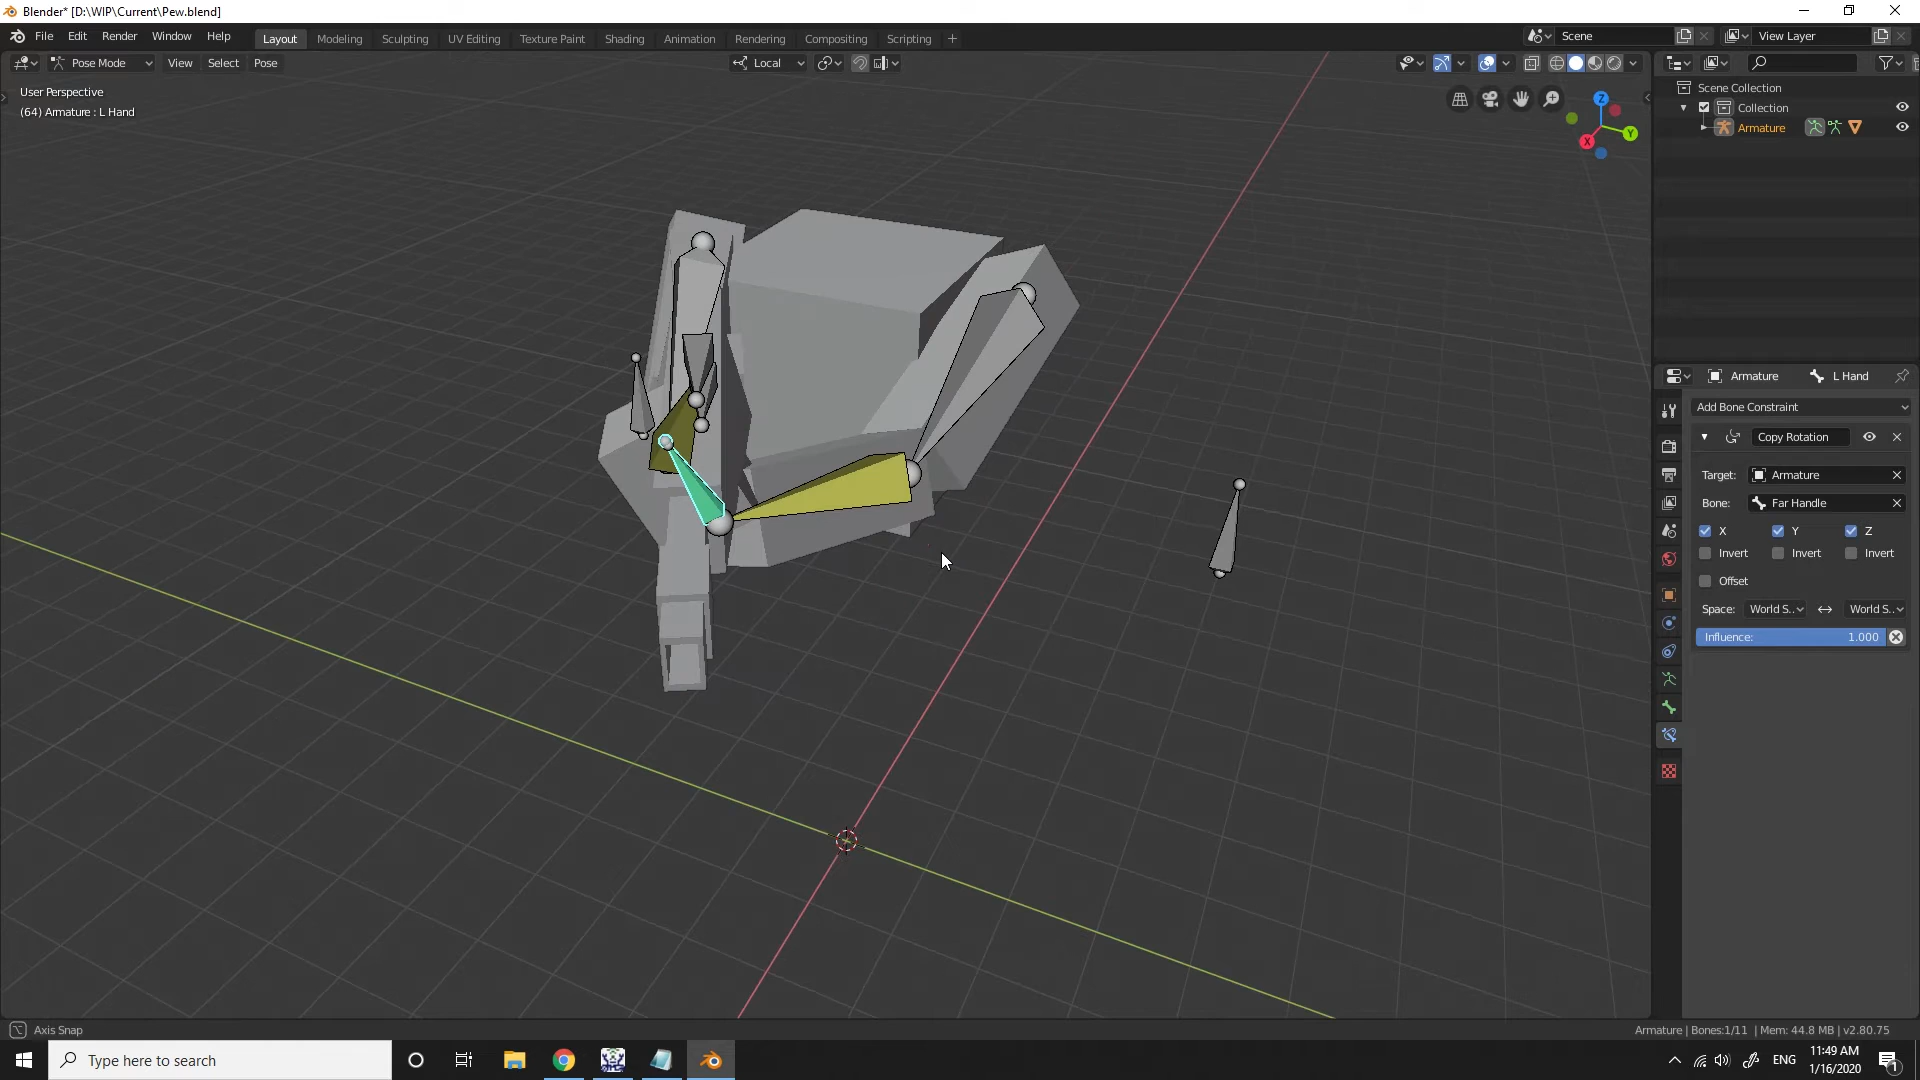 Blender* [D:\WIP\Current\Pew.blend]
File Edit Render Window Help
Layout Modeling Sculpting UV Editing Texture Paint Shading Animation Rendering Compositing Scripting +
Scene
View Layer
Pose Mode View Select Pose
Local
User Perspective
(64) Armature : L Hand
Z
Y
X
Scene Collection
Collection
Armature
Armature
L Hand
Add Bone Constraint
Copy Rotation
Target: Armature
Bone: Far Handle
X Y Z
Invert Invert Invert
Offset
Space: World S.. World S..
Influence: 1.000
Axis Snap
Armature | Bones:1/11 | Mem: 44.8 MB | v2.80.75
Type here to search
ENG
11:49 AM
1/16/2020
1